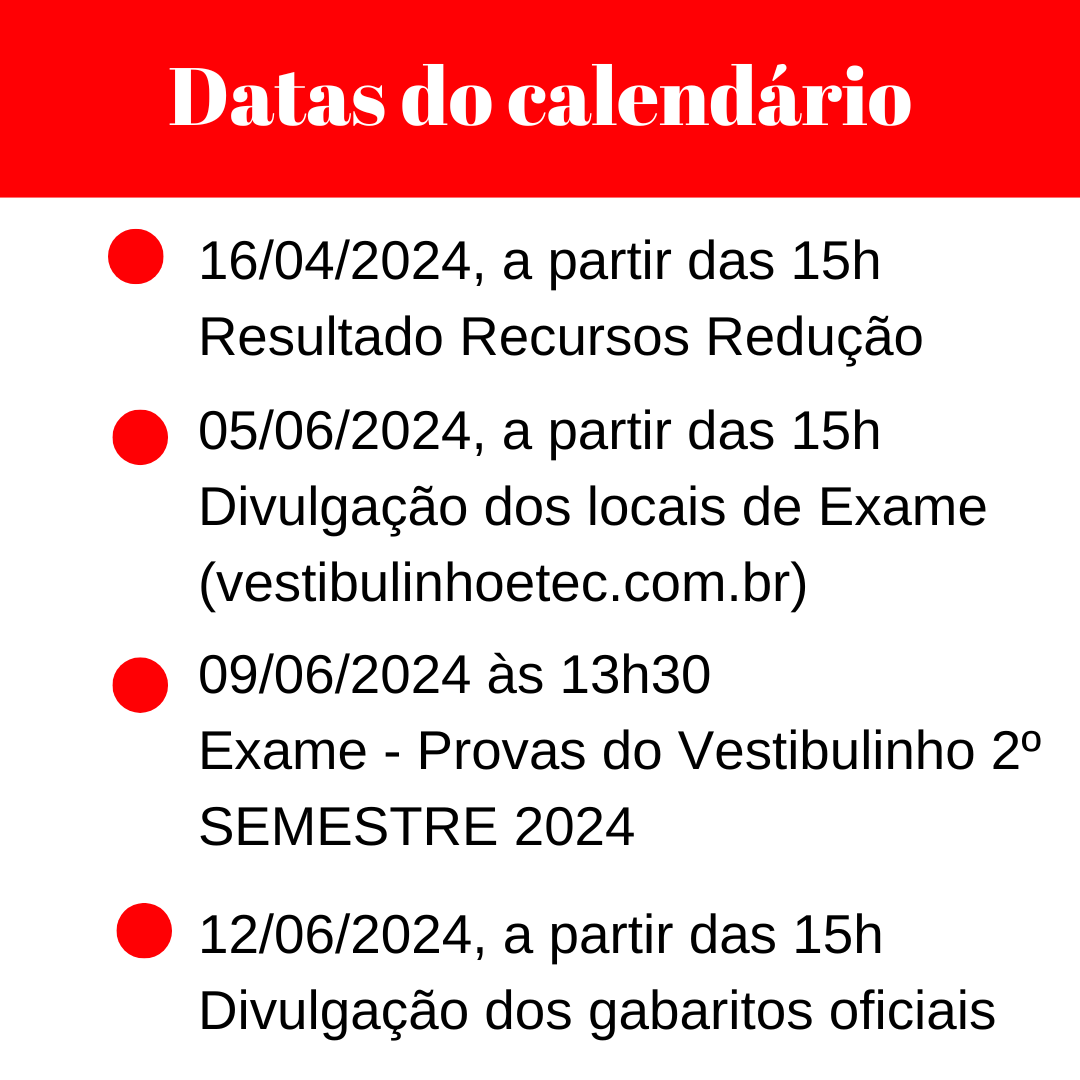 Datas do calendário
16/04/2024, a partir das 15h
Resultado Recursos Redução
05/06/2024, a partir das 15h
Divulgação dos locais de Exame
(vestibulinhoetec.com.br)
09/06/2024 às 13h30
Exame - Provas do Vestibulinho 2º
SEMESTRE 2024
12/06/2024, a partir das 15h
Divulgação dos gabaritos oficiais